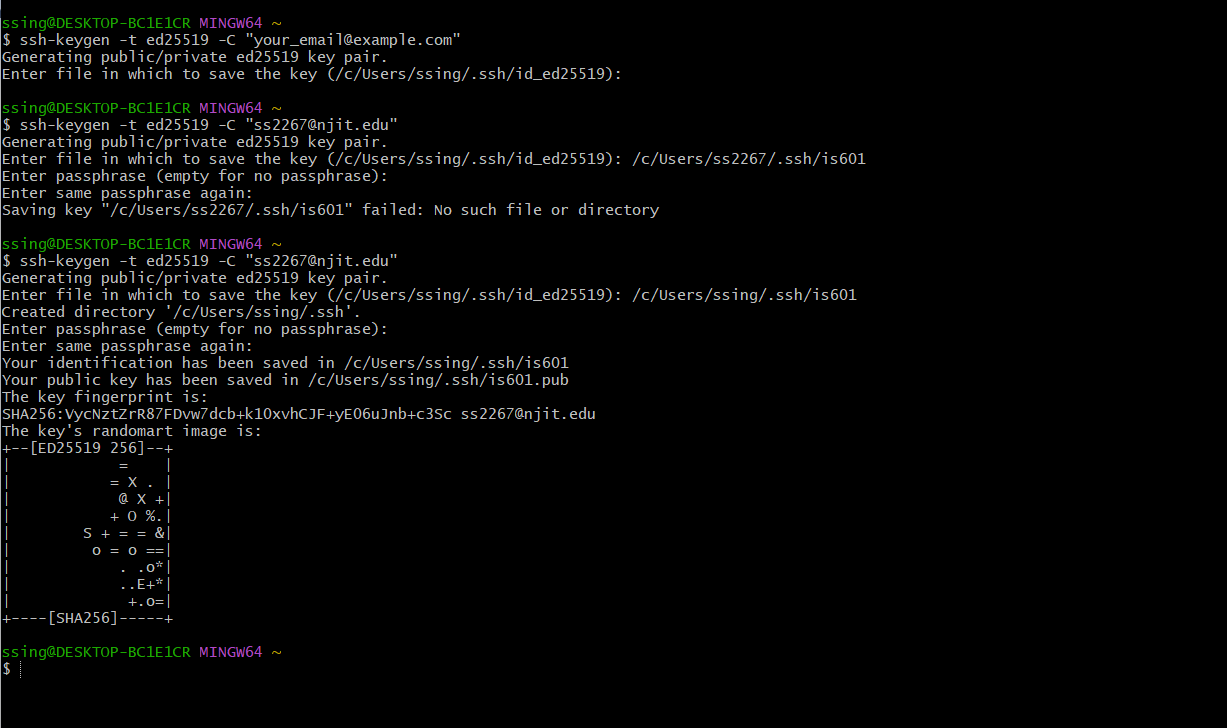 ssing@DESKTOP-BC1E1CR MINGW64 ~
$ ssh-keygen -t ed25519 -C "your_email@example.com"
Generating public/private ed25519 key pair.
Enter file in which to save the key (/c/Users/ssing/.ssh/id_ed25519):

ssing@DESKTOP-BC1E1CR MINGW64 ~
$ ssh-keygen -t ed25519 -C "ss2267@njit.edu"
Generating public/private ed25519 key pair.
Enter file in which to save the key (/c/Users/ssing/.ssh/id_ed25519): /c/Users/ss2267/.ssh/is601
Enter passphrase (empty for no passphrase):
Enter same passphrase again:
Saving key "/c/Users/ss2267/.ssh/is601" failed: No such file or directory

ssing@DESKTOP-BC1E1CR MINGW64 ~
$ ssh-keygen -t ed25519 -C "ss2267@njit.edu"
Generating public/private ed25519 key pair.
Enter file in which to save the key (/c/Users/ssing/.ssh/id_ed25519): /c/Users/ssing/.ssh/is601
Created directory '/c/Users/ssing/.ssh'.
Enter passphrase (empty for no passphrase):
Enter same passphrase again:
Your identification has been saved in /c/Users/ssing/.ssh/is601
Your public key has been saved in /c/Users/ssing/.ssh/is601.pub
The key fingerprint is:
SHA256:VycNztZrR87FDvw7dcb+k1OxvhCJF+yEO6uJnb+c3Sc ss2267@njit.edu
The key's randomart image is:
+--[ED25519 256]--+
|            =    |
|           = X . |
|            @ X +|
|           + O %.|
|        S + = = &|
|         o = o ==|
|            . .o*|
|            ..E+*|
|             +.o=|
+----[SHA256]-----+

ssing@DESKTOP-BC1E1CR MINGW64 ~
$